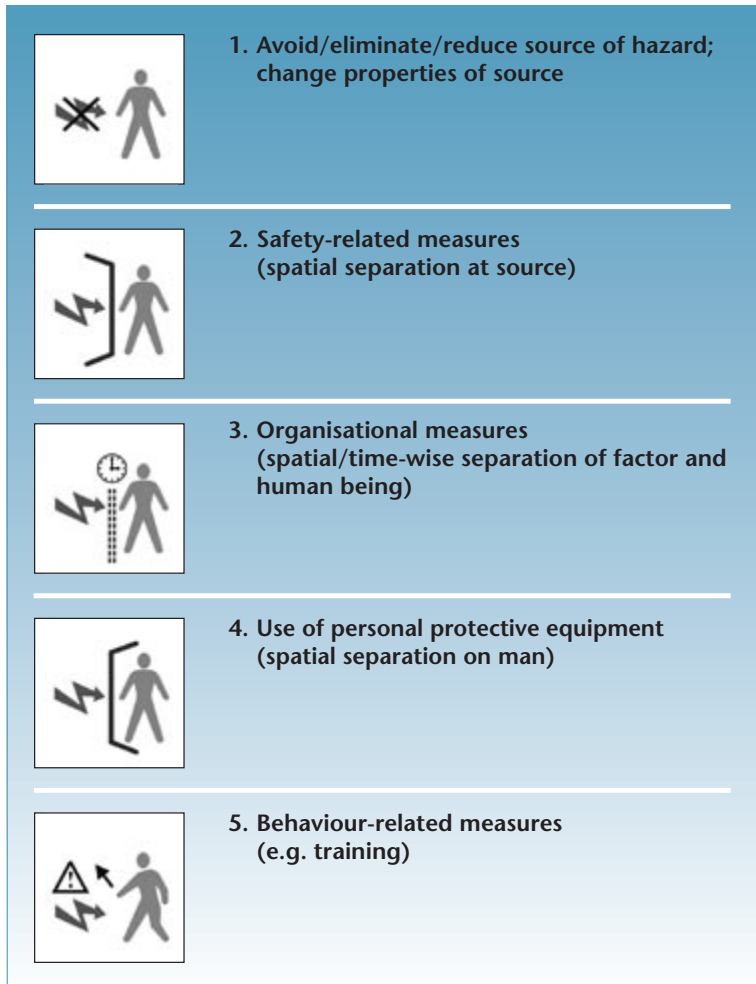 1. Avoid/eliminate/reduce source of hazard;
change properties of source
2. Safety-related measures
(spatial separation at source)
3. Organisational measures
(spatial/time-wise separation of factor and
human being)
4. Use of personal protective equipment
(spatial separation on man)
5. Behaviour-related measures
(e.g. training)